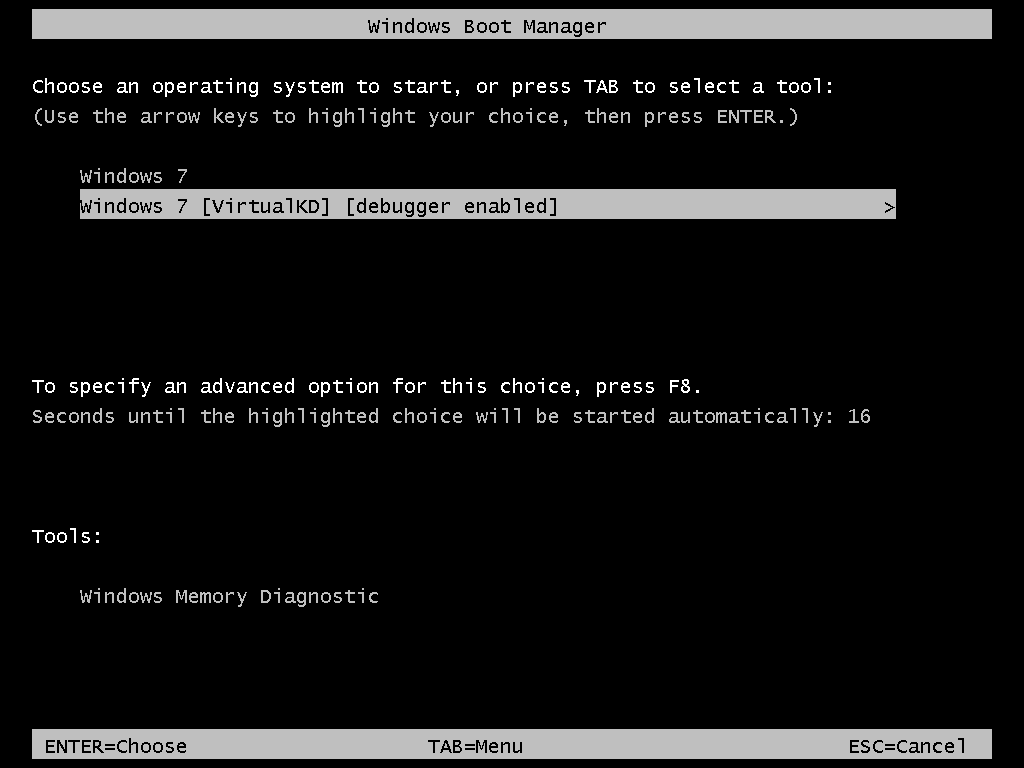 Windows Boot Manager
Choose an operating system to start, or press TAB to select a tool:
(Use the arrow keys to highlight your choice, then press ENTER.)
Windows 7
Windows 7 [VirtualKD] [debugger enabled] >
To specify an advanced option for this choice, press F8.
Seconds until the highlighted choice will be started automatically: 16
Tools:
Windows Memory Diagnostic
ENTER=Choose TAB=Menu ESC=Cancel